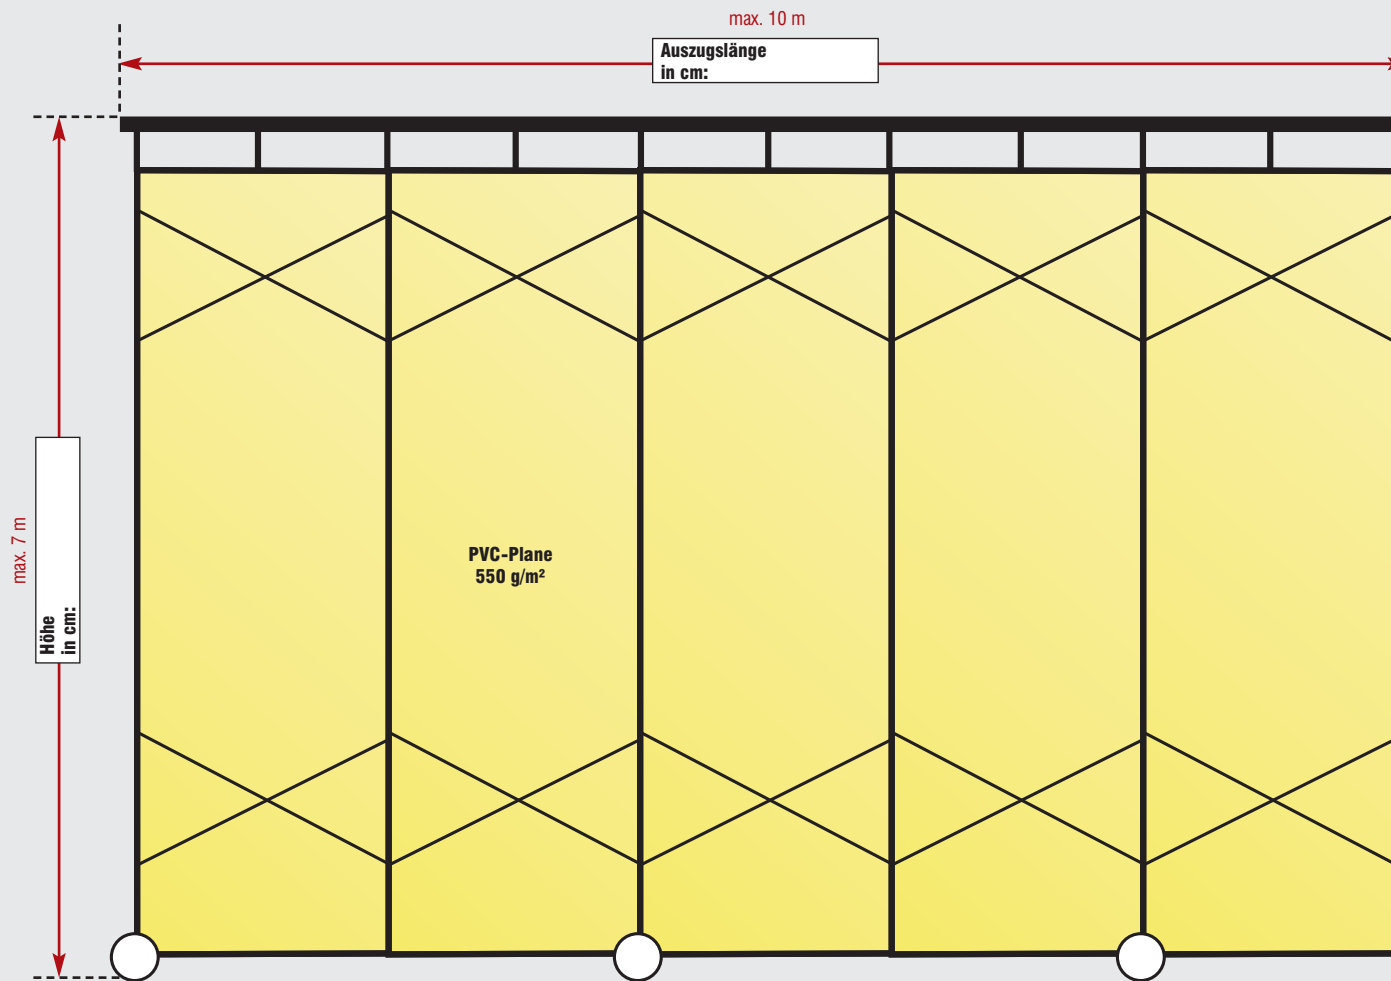 max. 10 m
Auszugslänge
in cm:
max. 7 m
Höhe
in cm:
PVC-Plane
550 g/m²